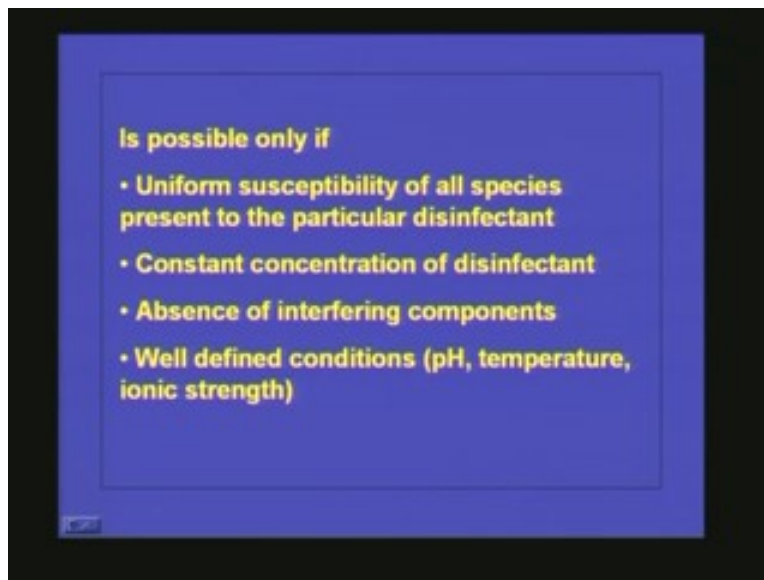 Is possible only if
• Uniform susceptibility of all species
present to the particular disinfectant
• Constant concentration of disinfectant
• Absence of interfering components
• Well defined conditions (pH, temperature,
ionic strength)